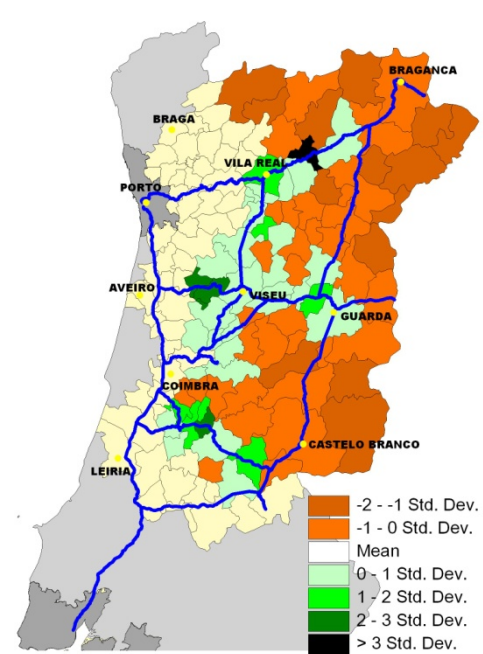 BRAGANCA
BRAGA
VILA REAL
PORTO
AVEIRO
VISEU
GUARDA
COIMBRA
CASTELO BRANCO
LEIRIA
-2 - -1 Std. Dev.
-1 - 0 Std. Dev.
Mean
0 - 1 Std. Dev.
1 - 2 Std. Dev.
2 - 3 Std. Dev.
> 3 Std. Dev.